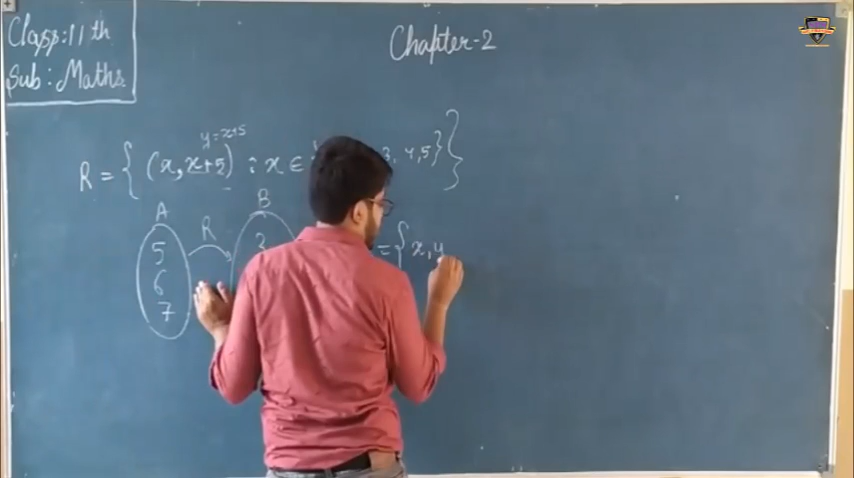 Class: 11th
Sub: Maths
Chapter-2
y = x+5
R = { (x, x+5) : x ∈ 3, 4,5} }
A R B
5
6
7
= { x, y